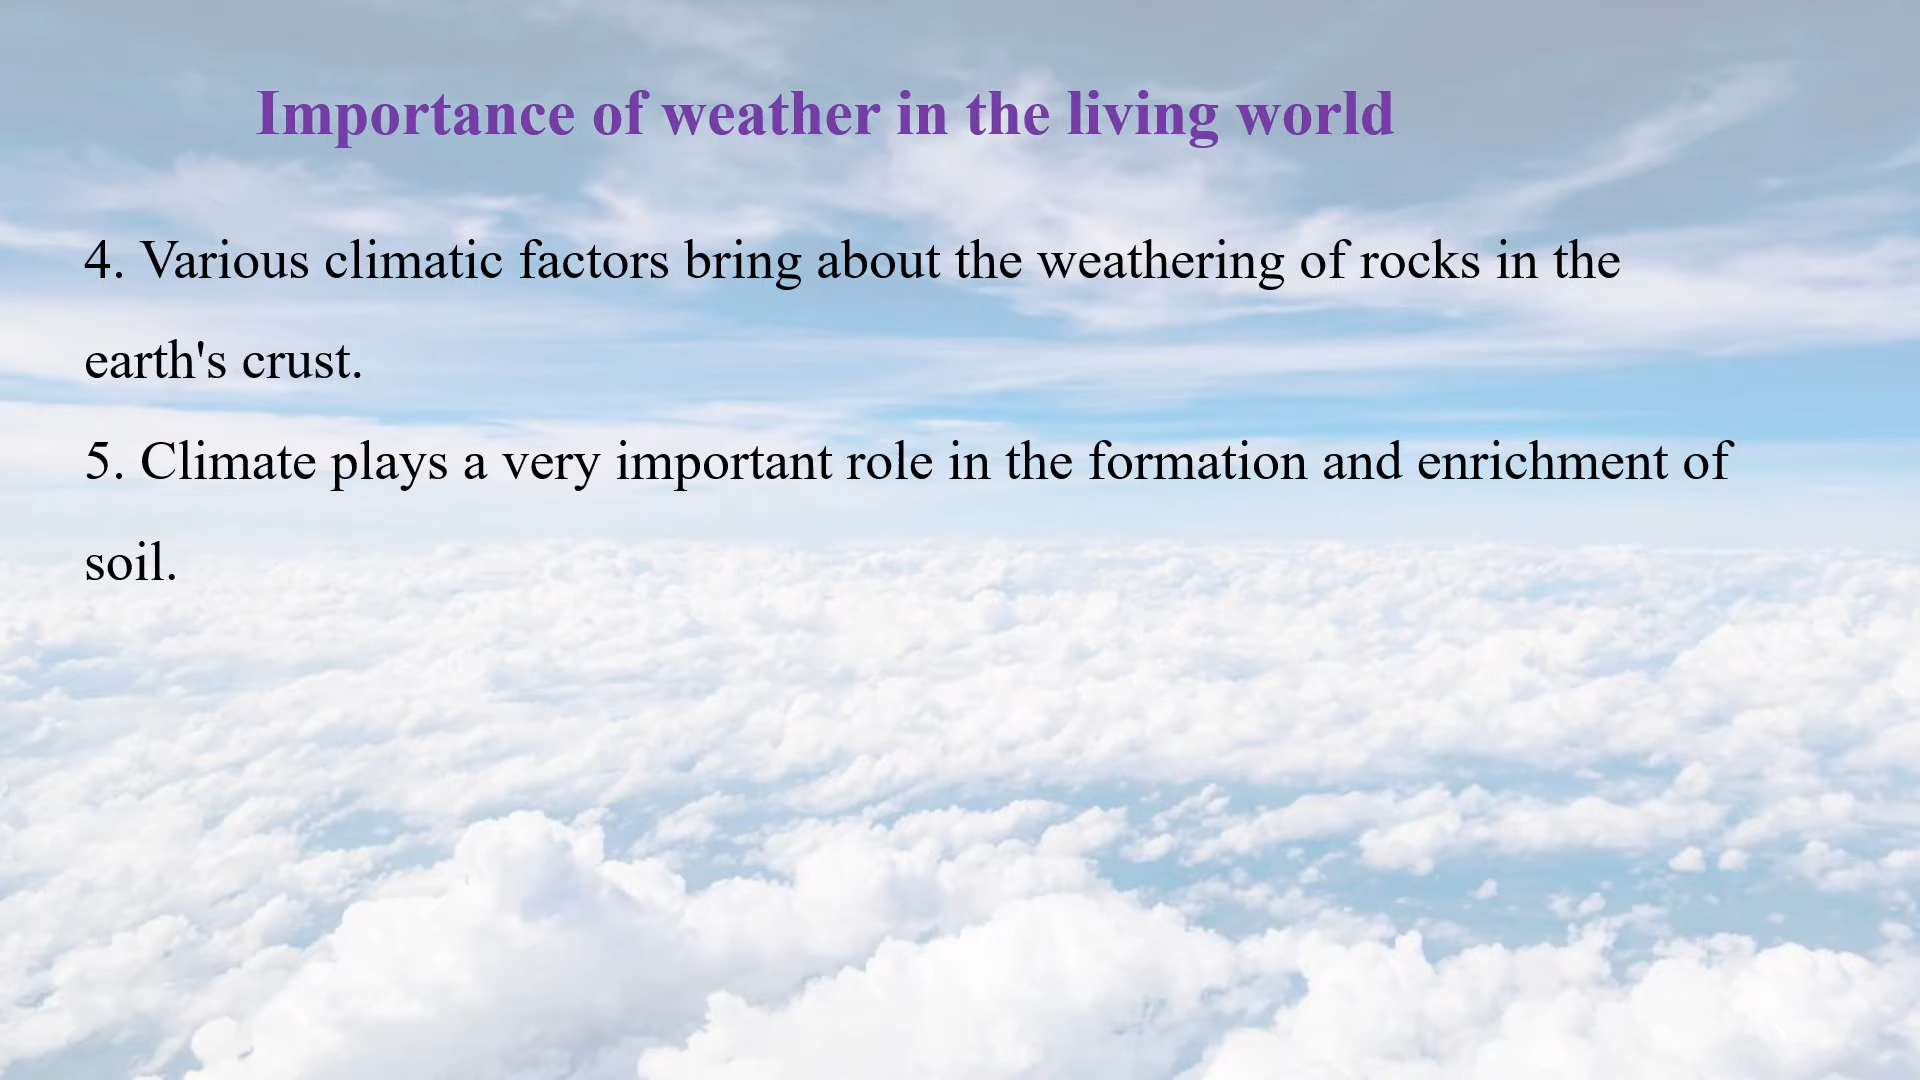 Importance of weather in the living world
4. Various climatic factors bring about the weathering of rocks in the
earth's crust.
5. Climate plays a very important role in the formation and enrichment of
soil.